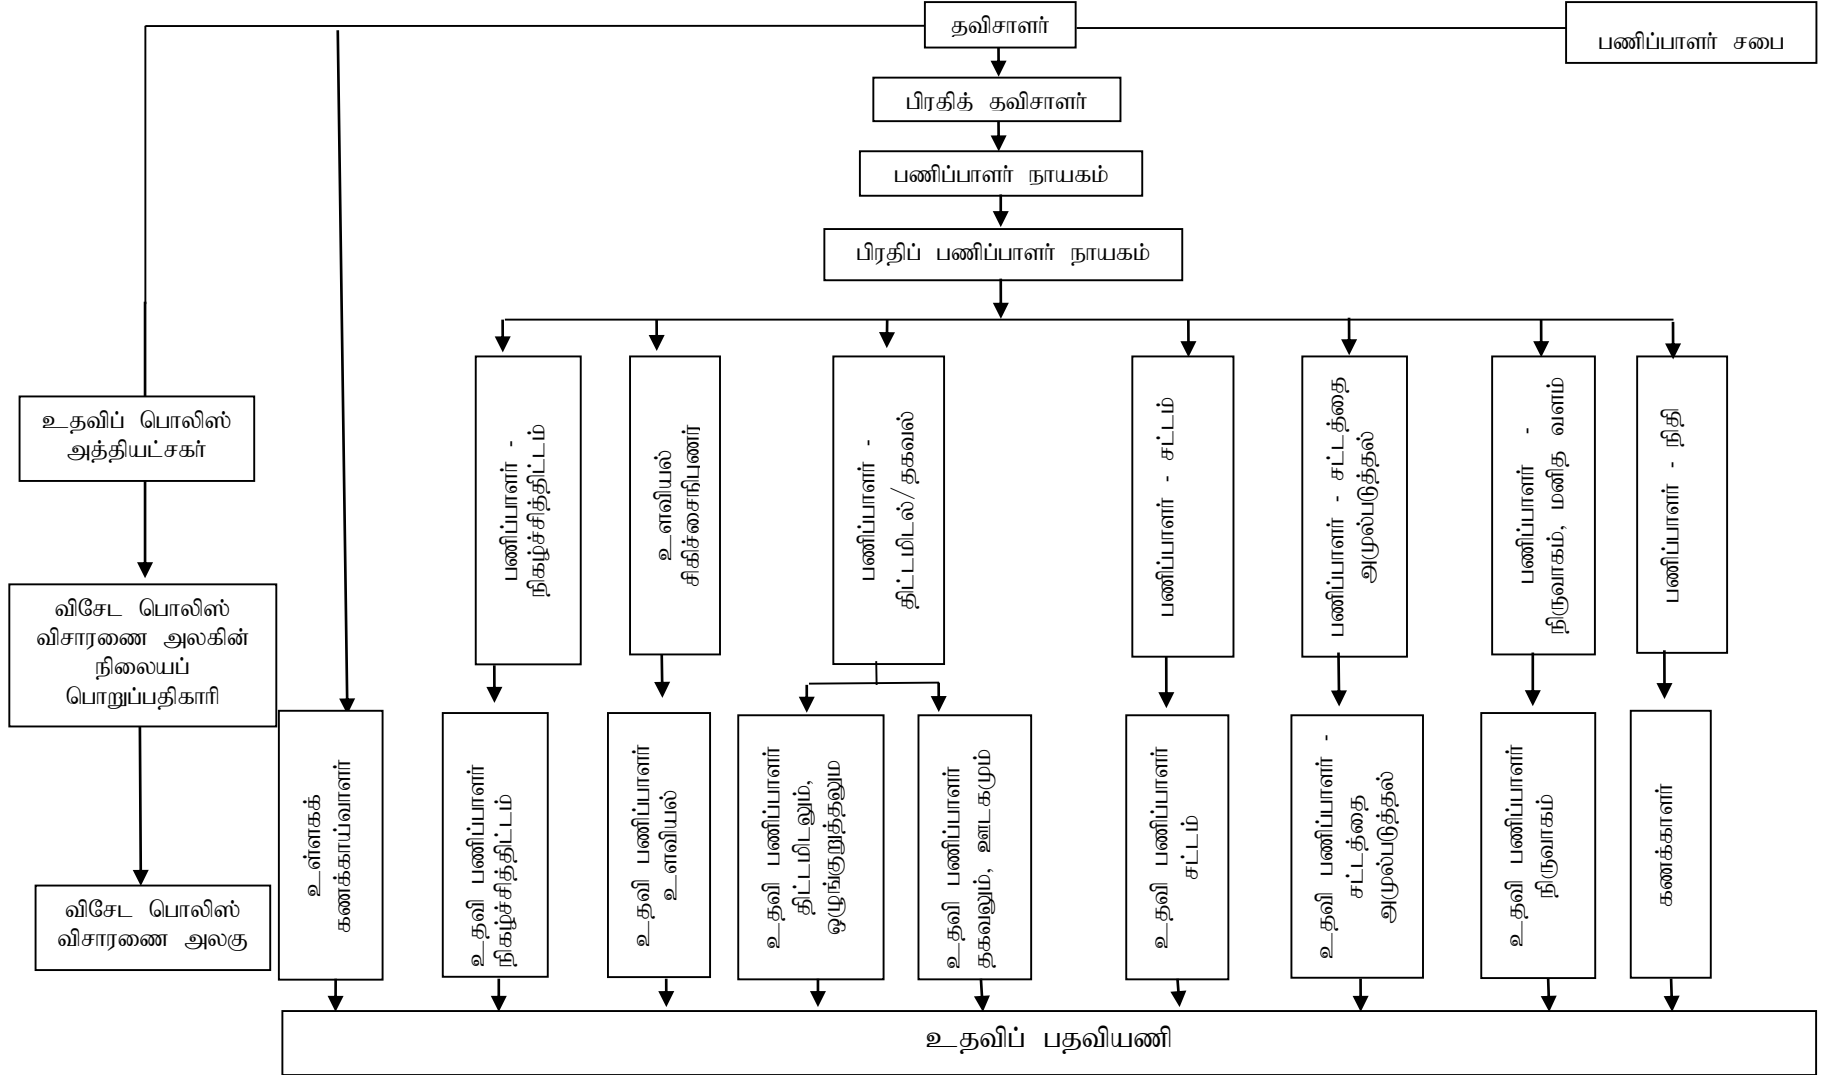 தவிசாளர்
பணிப்பாளர் சபை
பிரதித் தவிசாளர்
பணிப்பாளர் நாயகம்
பிரதிப் பணிப்பாளர் நாயகம்
உதவிப் பொலிஸ்
அத்தியட்சகர்
பணிப்பாளர் -
நிகழ்ச்சித்திட்டம்
உளவியல்
சிகிச்சைநிபுணர்
பணிப்பாளர் -
திட்டமிடல்/தகவல்
பணிப்பாளர் - சட்டம்
பணிப்பாளர் - சட்டத்தை
அமுல்படுத்தல்
பணிப்பாளர் -
நிருவாகம், மனித வளம்
பணிப்பாளர் - நிதி
விசேட பொலிஸ்
விசாரணை அலகின்
நிலையப்
பொறுப்பதிகாரி
விசேட பொலிஸ்
விசாரணை அலகு
உள்ளகக்
கணக்காய்வாளர்
உதவி பணிப்பாளர்
நிகழ்ச்சித்திட்டம்
உதவி பணிப்பாளர்
உளவியல்
உதவி பணிப்பாளர்
திட்டமிடலும்,
ஒழுங்குறுத்தலும
உதவி பணிப்பாளர்
தகவலும், ஊடகமும்
உதவி பணிப்பாளர்
சட்டம்
உதவி பணிப்பாளர் -
சட்டத்தை
அமுல்படுத்தல்
உதவி பணிப்பாளர்
நிருவாகம்
கணக்காளர்
உதவிப் பதவியணி